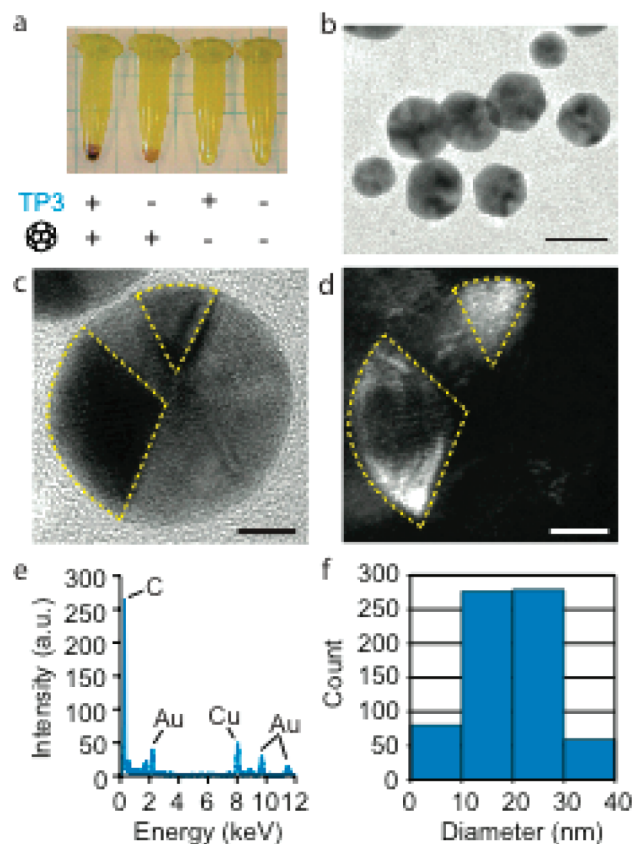 a
b
TP3 + - + -
+ + - -
c
d
e
f
300
250
200
150
100
50
0
Intensity (a.u.)
C
Au
Cu
Au
0 2 4 6 8 10 12
Energy (keV)
300
250
200
150
100
50
0
Count
0 10 20 30 40
Diameter (nm)